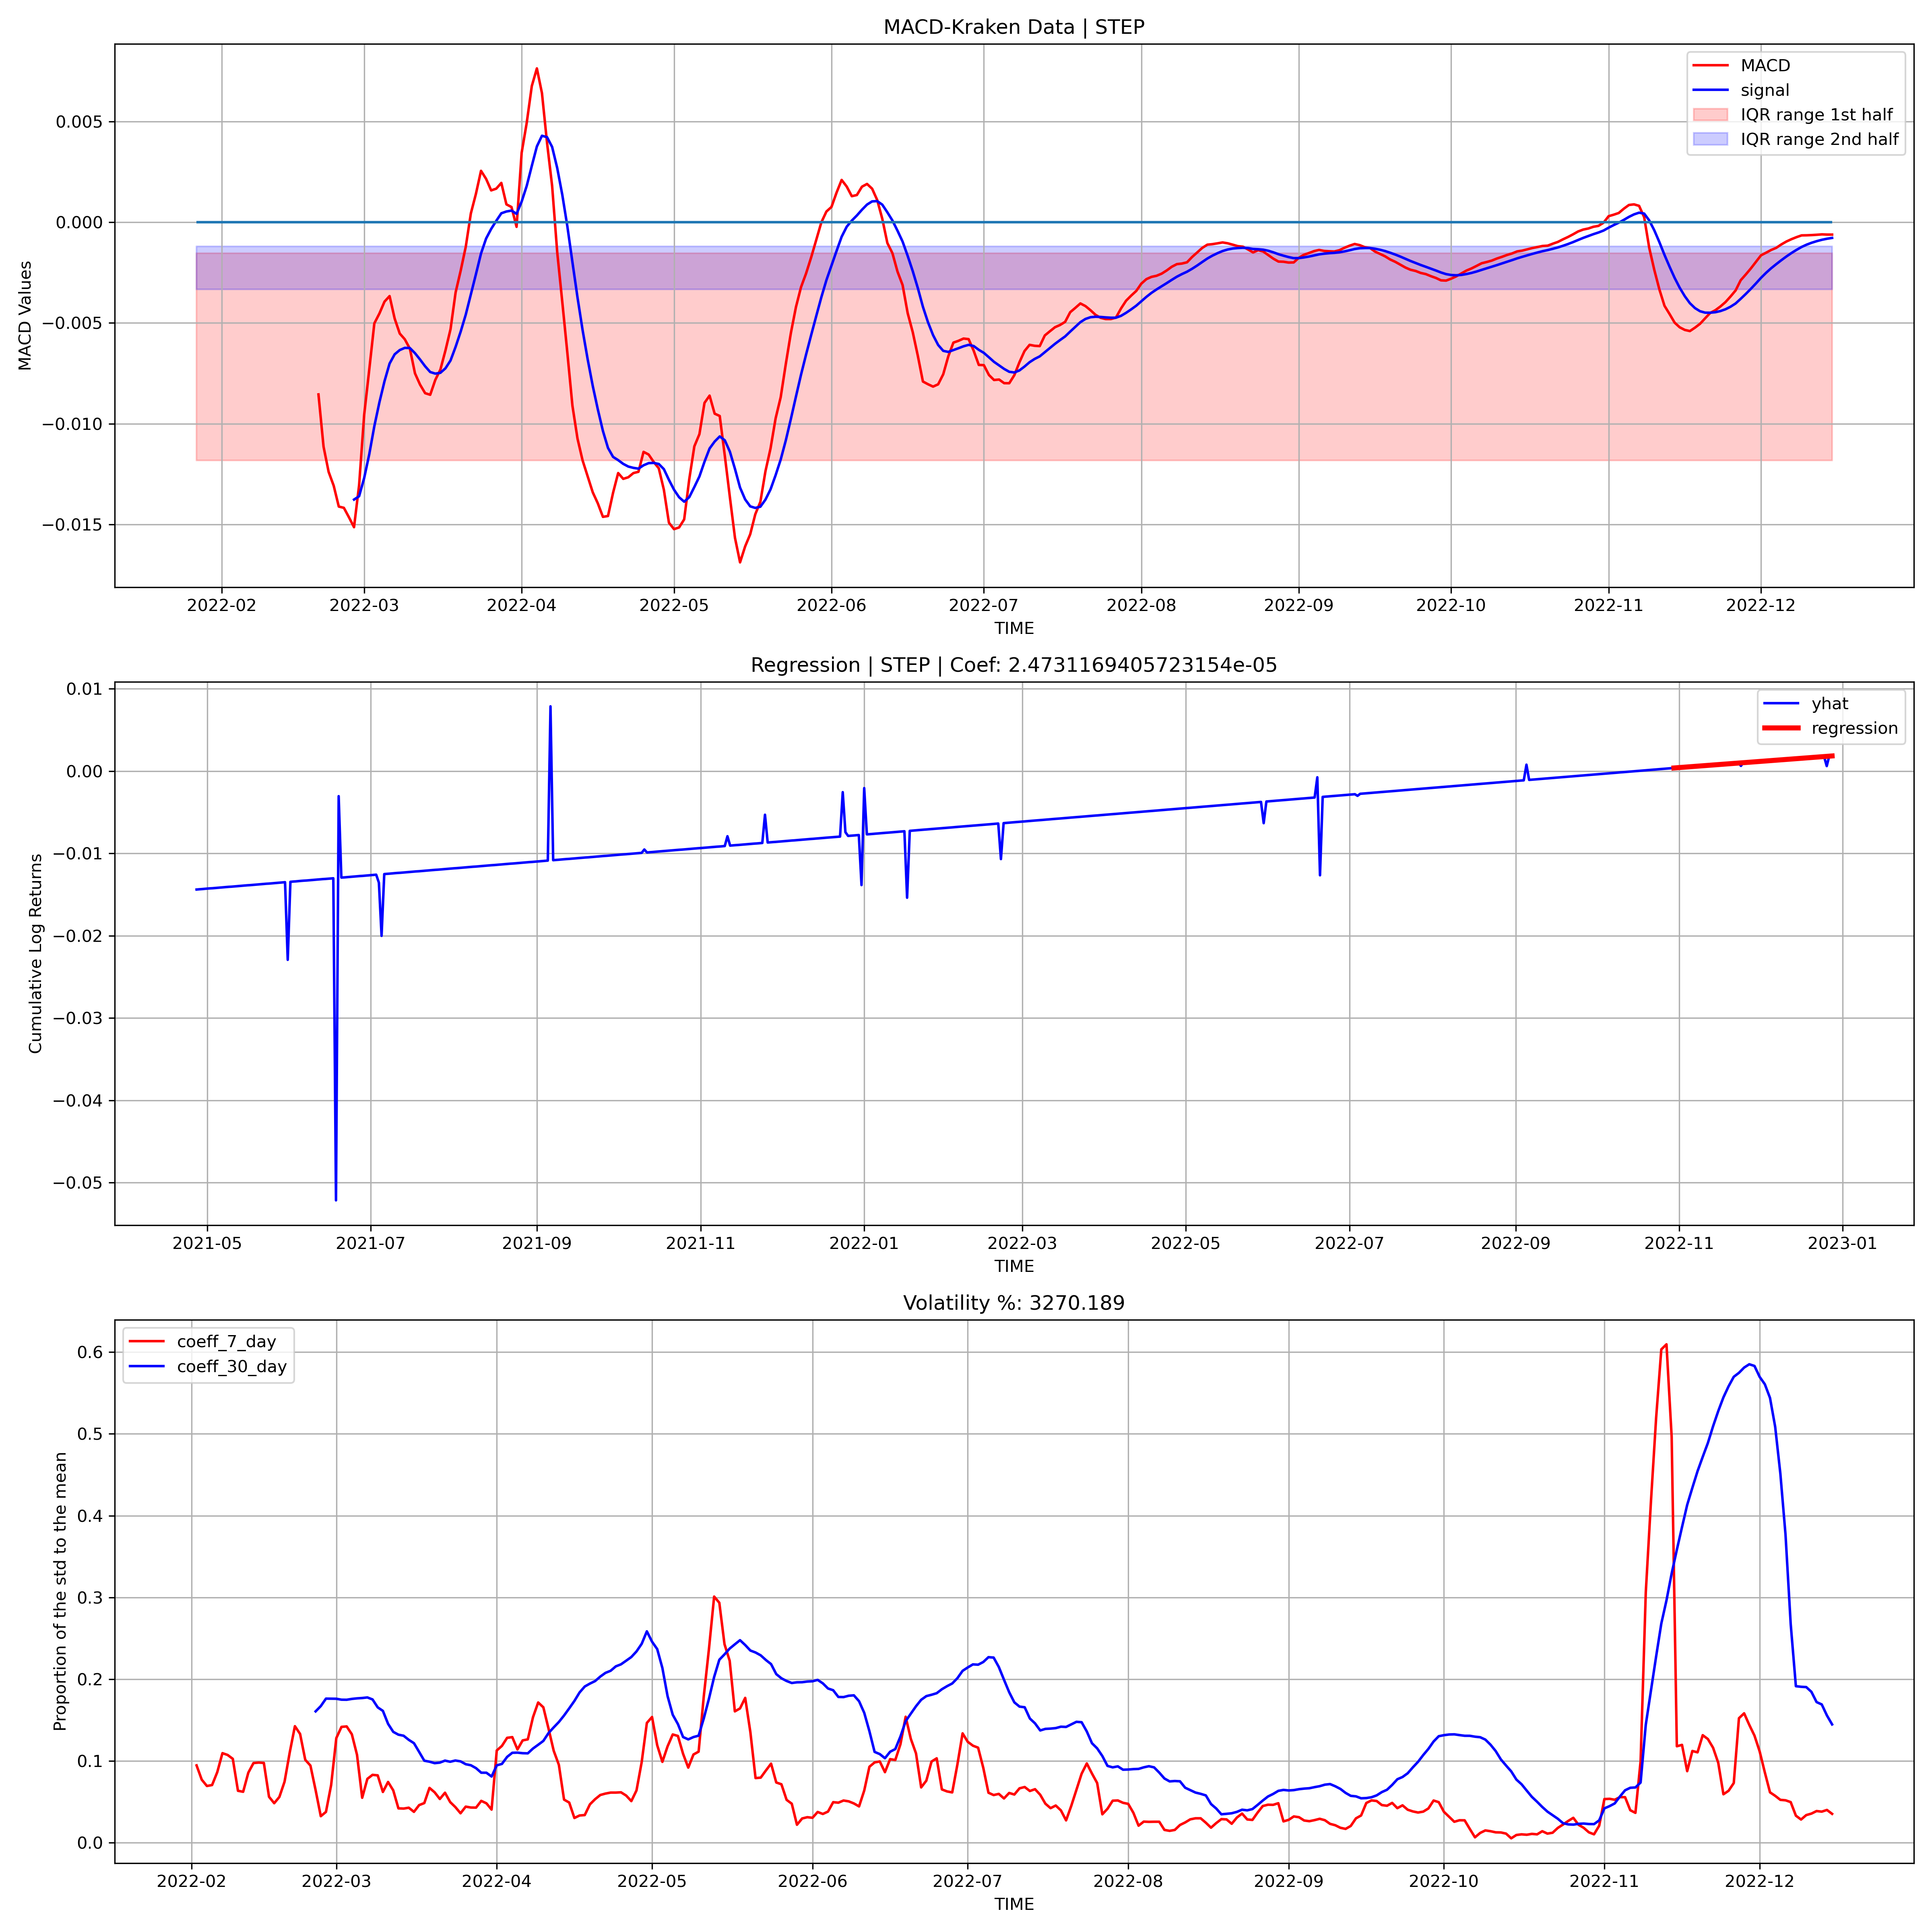 MACD-Kraken Data | STEP
MACD
signal
IQR range 1st half
IQR range 2nd half
0.005
0.000
−0.005
−0.010
−0.015
MACD Values
2022-02 2022-03 2022-04 2022-05 2022-06 2022-07 2022-08 2022-09 2022-10 2022-11 2022-12
TIME
Regression | STEP | Coef: 2.4731169405723154e-05
yhat
regression
0.01
0.00
−0.01
−0.02
−0.03
−0.04
−0.05
Cumulative Log Returns
2021-05 2021-07 2021-09 2021-11 2022-01 2022-03 2022-05 2022-07 2022-09 2022-11 2023-01
TIME
Volatility %: 3270.189
coeff_7_day
coeff_30_day
0.6
0.5
0.4
0.3
0.2
0.1
0.0
Proportion of the std to the mean
2022-02 2022-03 2022-04 2022-05 2022-06 2022-07 2022-08 2022-09 2022-10 2022-11 2022-12
TIME